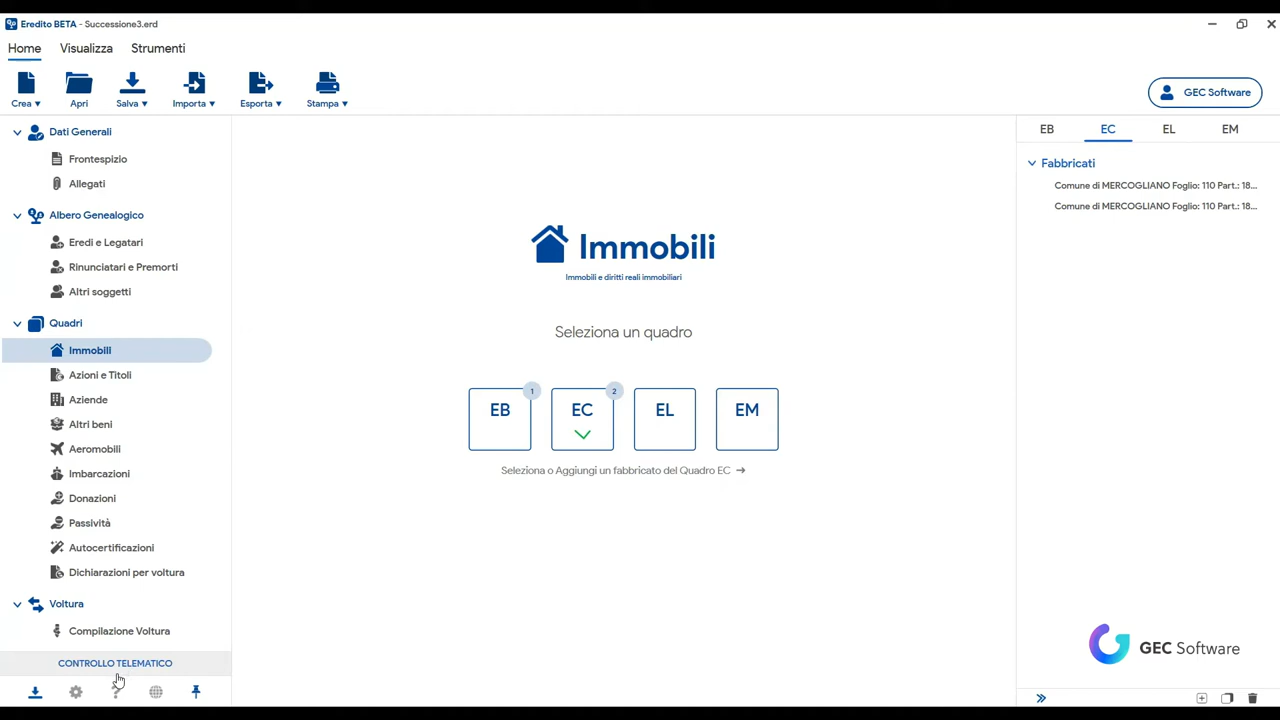 Eredito BETA - Successione3.erd
Home Visualizza Strumenti
Crea Apri Salva Importa Esporta Stampa
GEC Software
Dati Generali
Frontespizio
Allegati
Albero Genealogico
Eredi e Legatari
Rinunciatari e Premorti
Altri soggetti
Quadri
Immobili
Azioni e Titoli
Aziende
Altri beni
Aeromobili
Imbarcazioni
Donazioni
Passività
Autocertificazioni
Dichiarazioni per voltura
Voltura
Compilazione Voltura
CONTROLLO TELEMATICO
Immobili
Immobili e diritti reali immobiliari
Seleziona un quadro
1 2
EB EC EL EM
Seleziona o Aggiungi un fabbricato del Quadro EC →
EB EC EL EM
Fabbricati
Comune di MERCOGLIANO Foglio: 110 Part.: 18...
Comune di MERCOGLIANO Foglio: 110 Part.: 18...
GEC Software